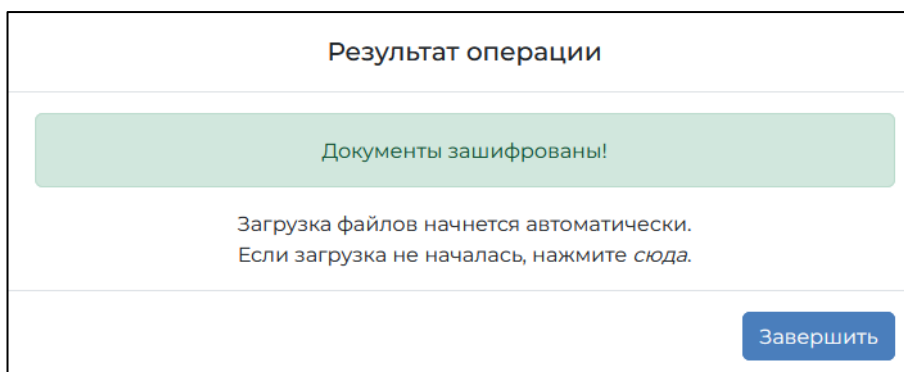 Результат операции
Документы зашифрованы!
Загрузка файлов начнется автоматически.
Если загрузка не началась, нажмите сюда.
Завершить